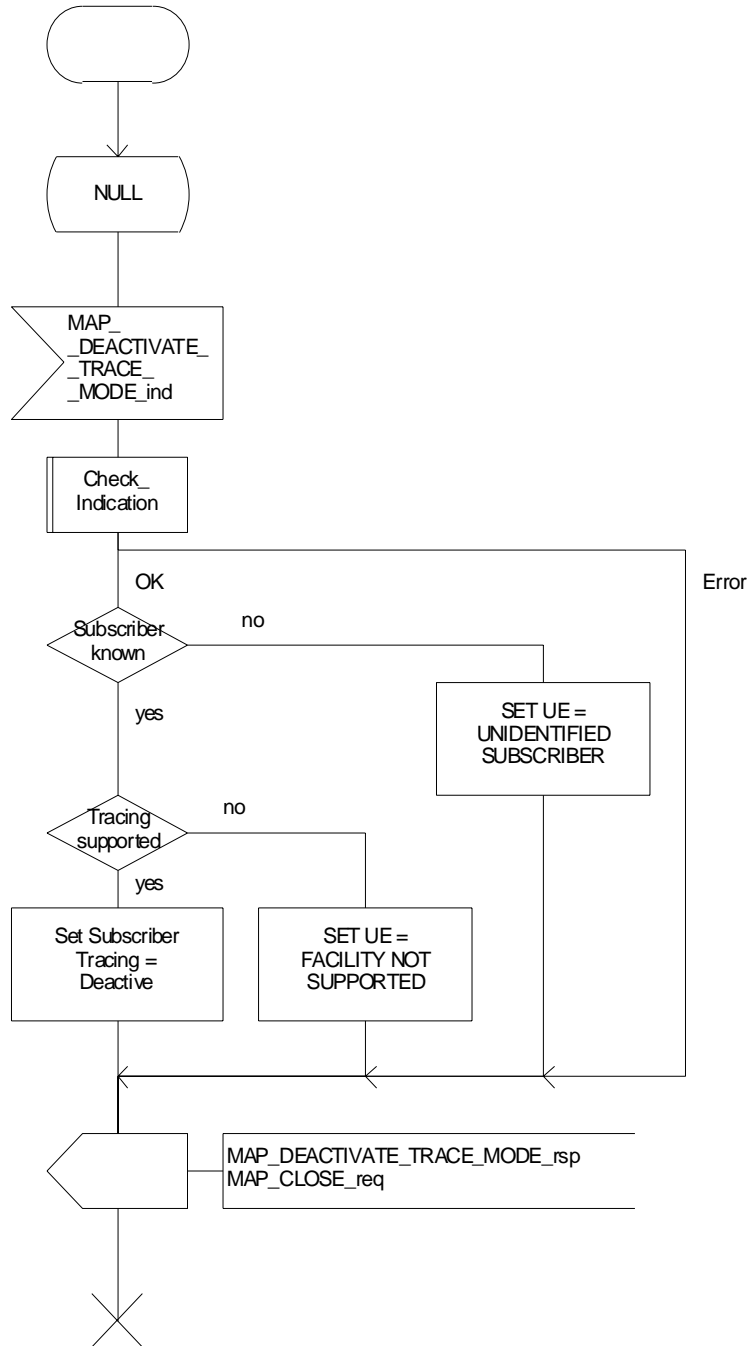 NULL
MAP_
_DEACTIVATE_
_TRACE_
_MODE_ind
Check_
Indication
OK
Error
Subscriber
known
no
yes
SET UE =
UNIDENTIFIED
SUBSCRIBER
Tracing
supported
no
yes
Set Subscriber
Tracing =
Deactive
SET UE =
FACILITY NOT
SUPPORTED
MAP_DEACTIVATE_TRACE_MODE_rsp
MAP_CLOSE_req